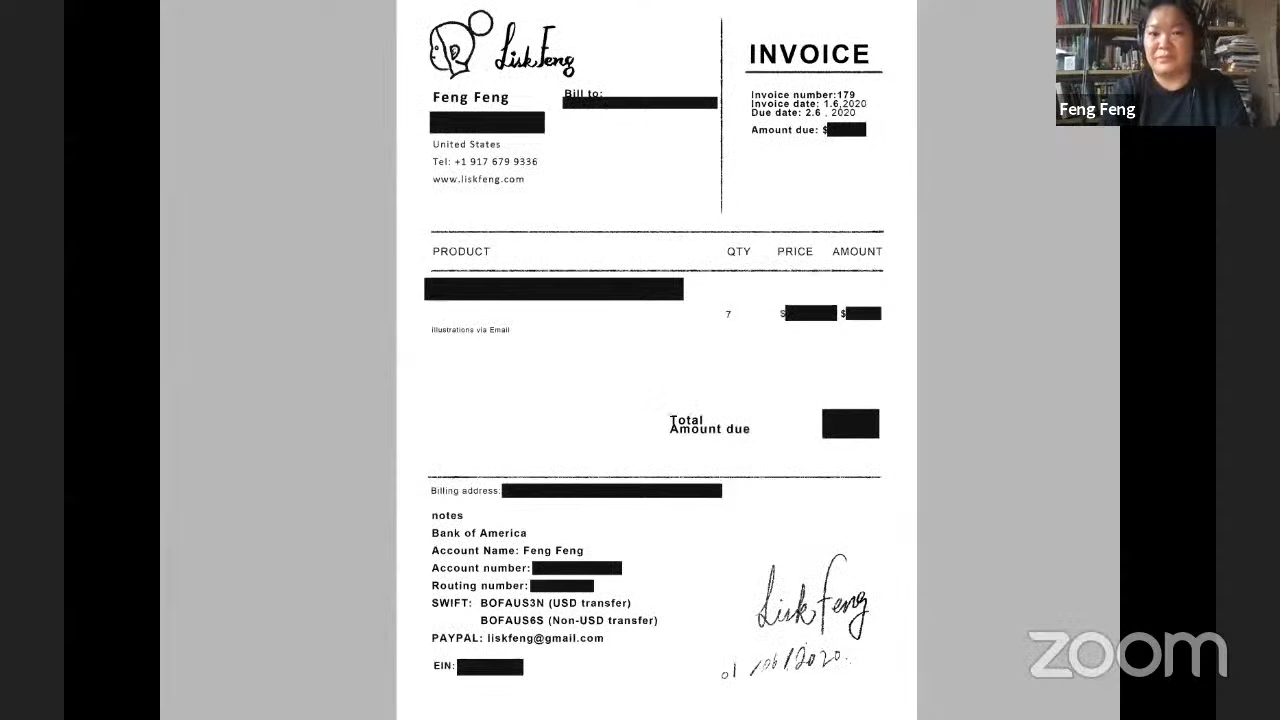 Lisk Feng
INVOICE
Feng Feng
Bill to:
Invoice number:179
Invoice date: 1.6,2020
Due date: 2.6 , 2020
Amount due: $
United States
Tel: +1 917 679 9336
www.liskfeng.com
PRODUCT QTY PRICE AMOUNT
7 $ $
illustrations via Email
Total
Amount due
Billing address:
notes
Bank of America
Account Name: Feng Feng
Account number:
Routing number:
SWIFT: BOFAUS3N (USD transfer)
BOFAUS6S (Non-USD transfer)
PAYPAL: liskfeng@gmail.com
EIN:
Lisk Feng
01/06/2020.
Feng Feng
zoom